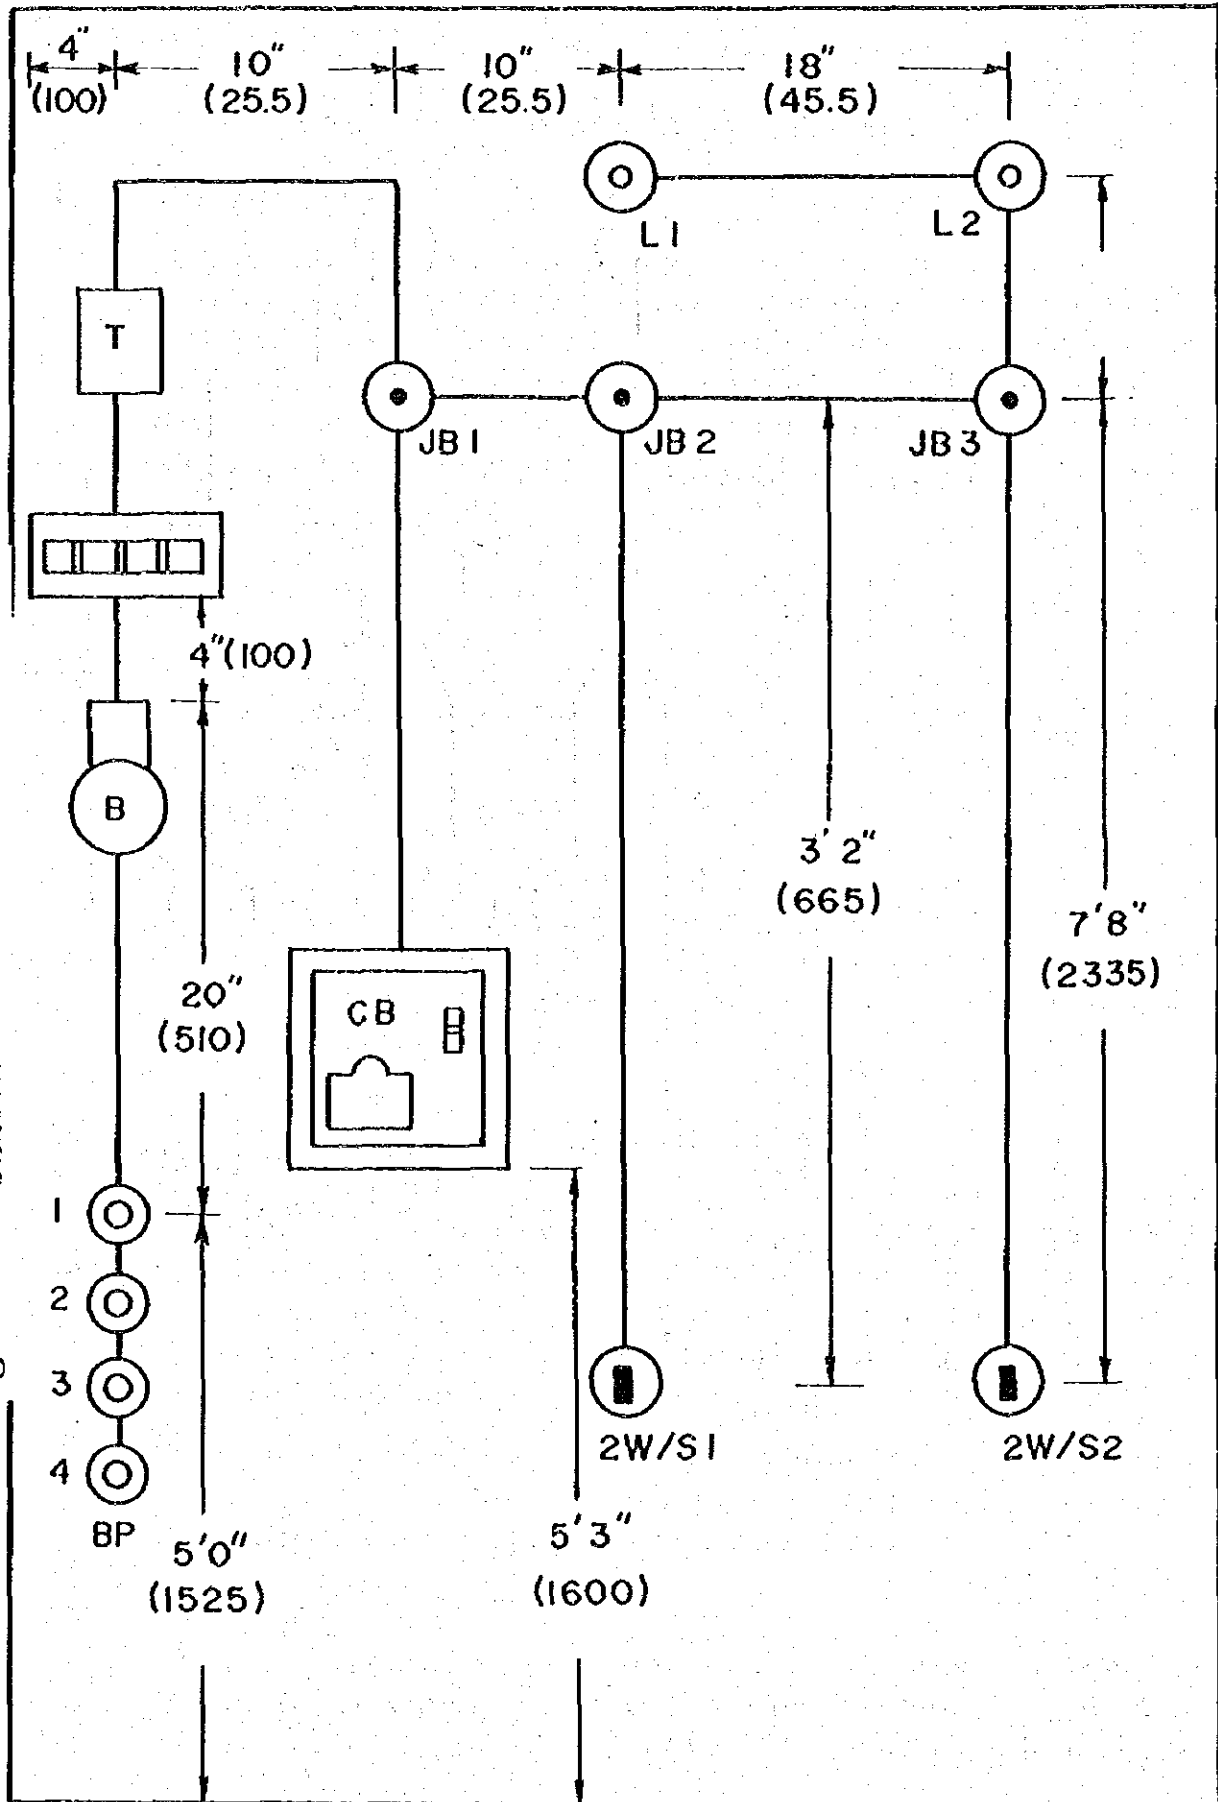 4" 10" 10" 18"
(100) (25.5) (25.5) (45.5)
L1 L2
T
JB1 JB2 JB3
4"(100)
B
3'2"
(665)
7'8"
(2335)
20"
(510)
CB
1
2
3
4
2W/S1 2W/S2
BP
5'0"
(1525)
5'3"
(1600)